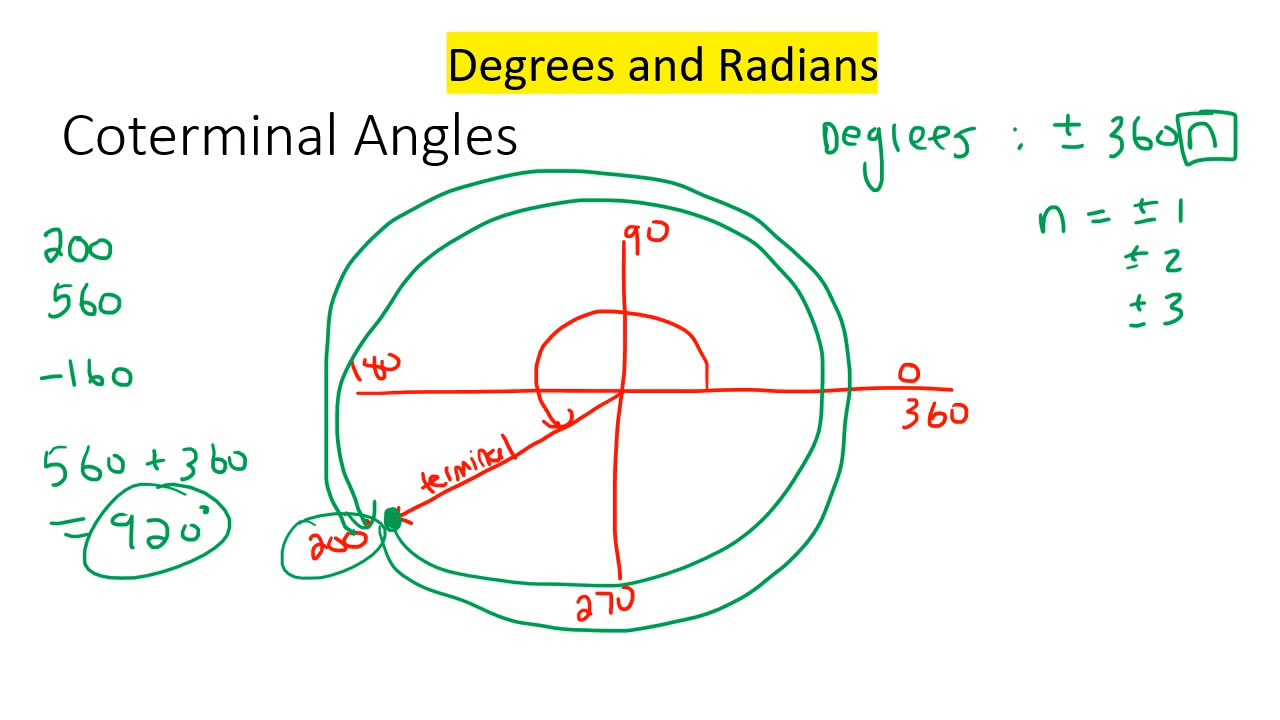 Degrees and Radians
Coterminal Angles
Degrees : ± 360n
n = ± 1
± 2
± 3
200
560
-160
560 + 360
= 920°
90
180
0
360
terminal
200°
270